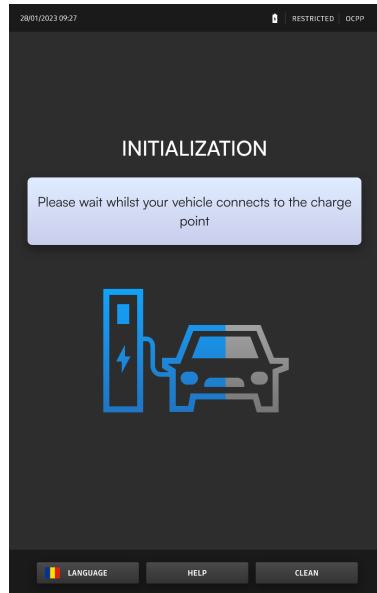 28/01/2023 09:27 RESTRICTED OCPP
INITIALIZATION
Please wait whilst your vehicle connects to the charge
point
LANGUAGE HELP CLEAN